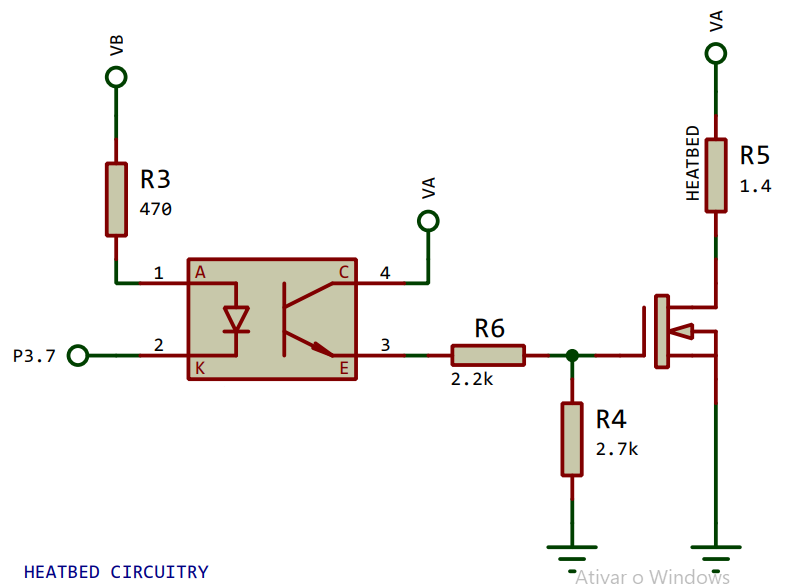 VA
VB
HEATBED
R5
1.4
R3
470
VA
1
A
C
4
P3.7
2
K
E
3
R6
2.2k
R4
2.7k
HEATBED CIRCUITRY
Ativar o Windows